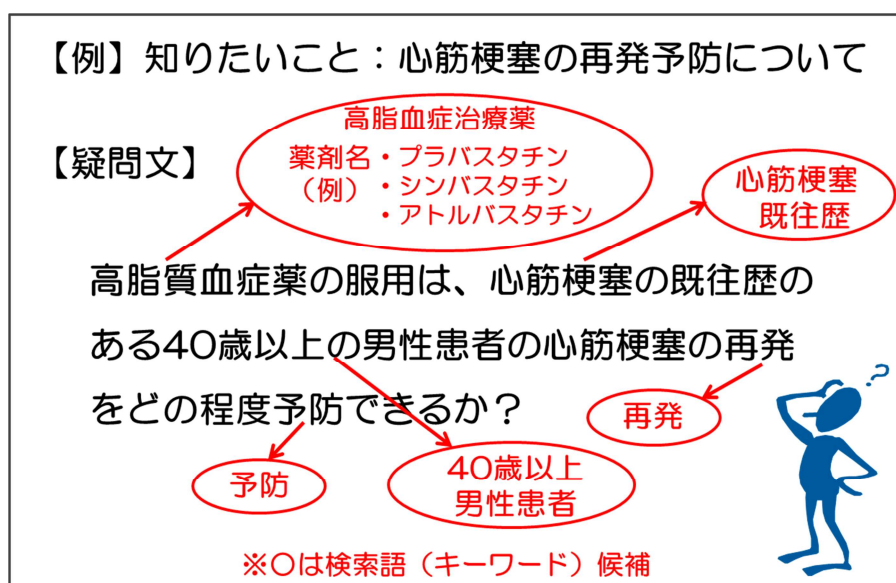 【例】知りたいこと：心筋梗塞の再発予防について
【疑問文】
高脂血症治療薬
薬剤名・プラバスタチン
（例）・シンバスタチン
・アトルバスタチン
心筋梗塞
既往歴
高脂質血症薬の服用は、心筋梗塞の既往歴の
ある40歳以上の男性患者の心筋梗塞の再発
をどの程度予防できるか？
再発
予防
40歳以上
男性患者
※〇は検索語（キーワード）候補
?